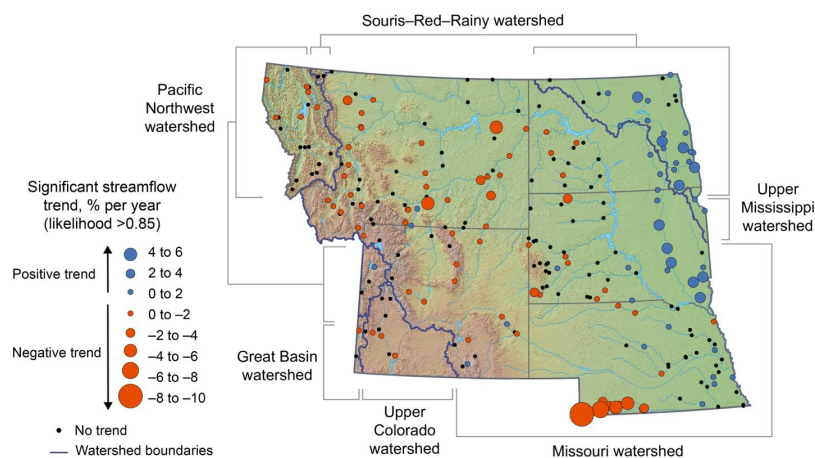 Souris–Red–Rainy watershed
Pacific
Northwest
watershed
Significant streamflow
trend, % per year
(likelihood >0.85)
Positive trend
4 to 6
2 to 4
0 to 2
Negative trend
0 to –2
–2 to –4
–4 to –6
–6 to –8
–8 to –10
No trend
Watershed boundaries
Upper
Mississippi
watershed
Great Basin
watershed
Upper
Colorado
watershed
Missouri watershed